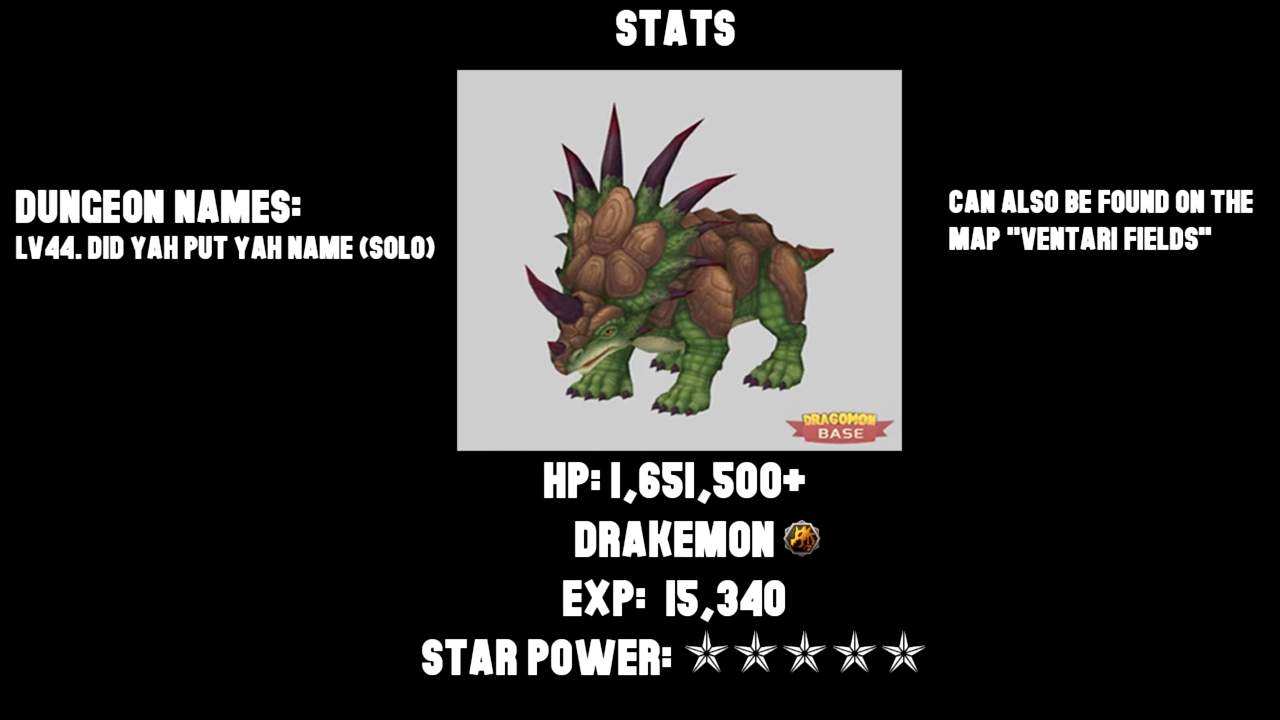 STATS
DUNGEON NAMES:
LV44. DID YAH PUT YAH NAME (SOLO)
CAN ALSO BE FOUND ON THE
MAP "VENTARI FIELDS"
DRAGOMON
BASE
HP: 1,651,500+
DRAKEMON
EXP: 15,340
STAR POWER: